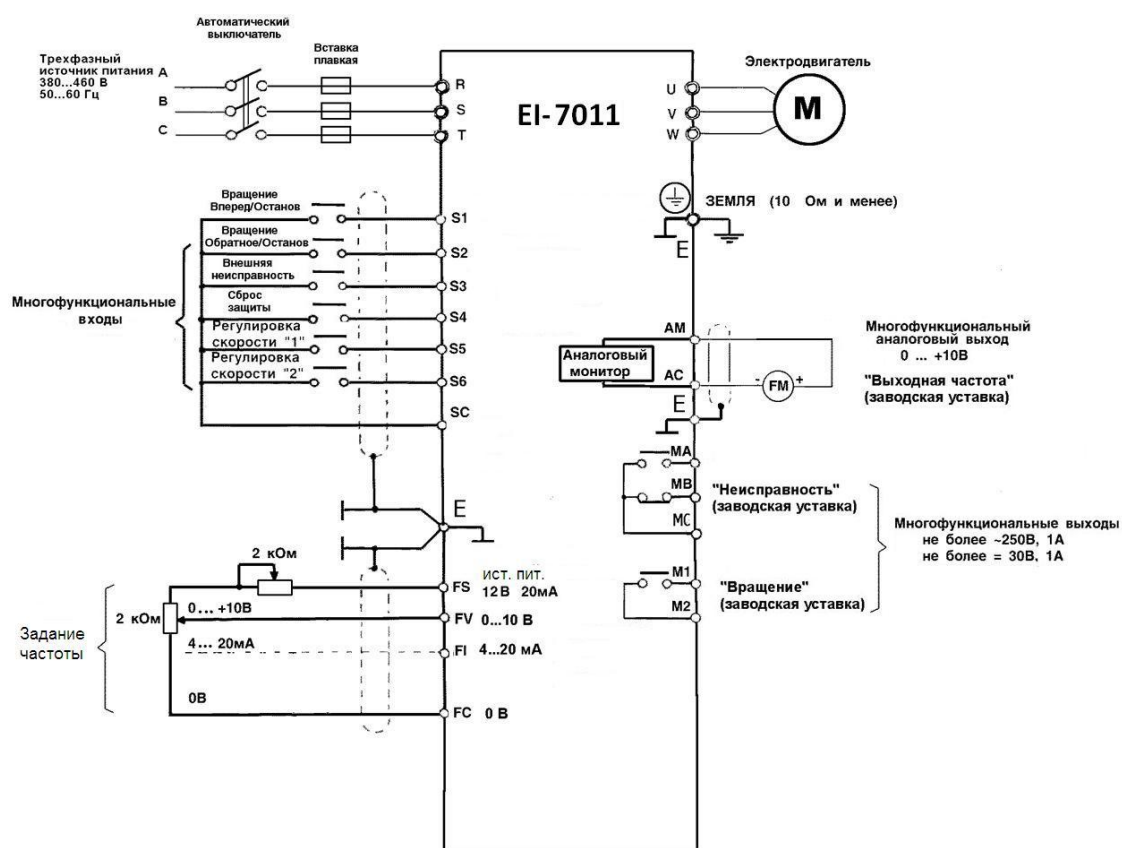 Автоматический
выключатель
Вставка
плавкая
Трехфазный
источник питания
380...460 В
50...60 Гц
A
B
C
R
S
T
EI-7011
U
V
W
Электродвигатель
M
ЗЕМЛЯ (10 Ом и менее)
E
Вращение
Вперед/Останов
S1
Вращение
Обратное/Останов
S2
Внешняя
неисправность
S3
Сброс
защиты
S4
Регулировка
скорости "1"
S5
Регулировка
скорости "2"
S6
SC
Многофункциональные
входы
AM
Аналоговый
монитор
AC
E
- FM +
Многофункциональный
аналоговый выход
0 ... +10В
"Выходная частота"
(заводская уставка)
MA
MB
MC
"Неисправность"
(заводская уставка)
M1
M2
"Вращение"
(заводская уставка)
Многофункциональные выходы
не более ~250В, 1А
не более = 30В, 1А
E
2 кОм
FS
ист. пит.
12В 20мА
2 кОм
0... +10В
FV 0...10 В
4... 20мА
FI 4...20 мА
0В
FC 0 В
Задание
частоты